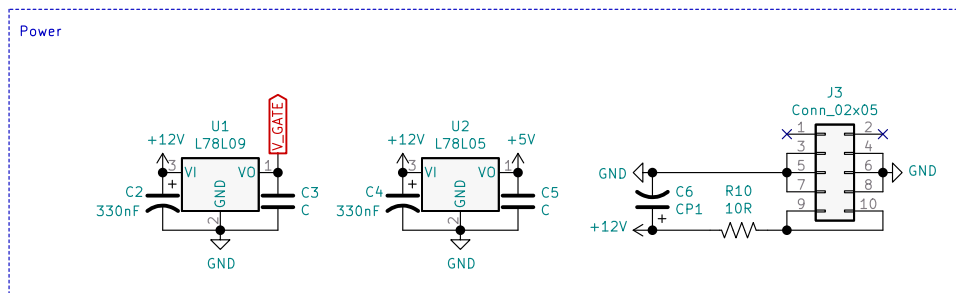 Power
U1
L78L09
+12V
V_GATE
3
VI
VO
1
GND
2
C2
330nF
+
C3
C
GND
U2
L78L05
+12V
+5V
3
VI
VO
1
GND
2
C4
330nF
+
C5
C
GND
J3
Conn_02x05
1
2
3
4
5
6
7
8
9
10
GND
GND
C6
CP1
+
R10
10R
+12V